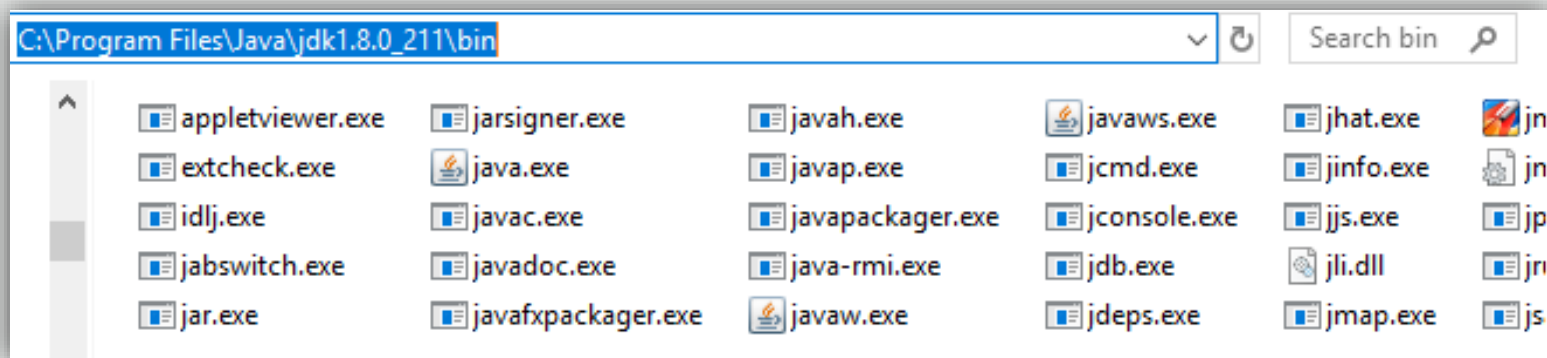 C:\Program Files\Java\jdk1.8.0_211\bin Search bin
appletviewer.exe jarsigner.exe javah.exe javaws.exe jhat.exe
extcheck.exe java.exe javap.exe jcmd.exe jinfo.exe
idlj.exe javac.exe javapackager.exe jconsole.exe jjs.exe
jabswitch.exe javadoc.exe java-rmi.exe jdb.exe jli.dll
jar.exe javafxpackager.exe javaw.exe jdeps.exe jmap.exe